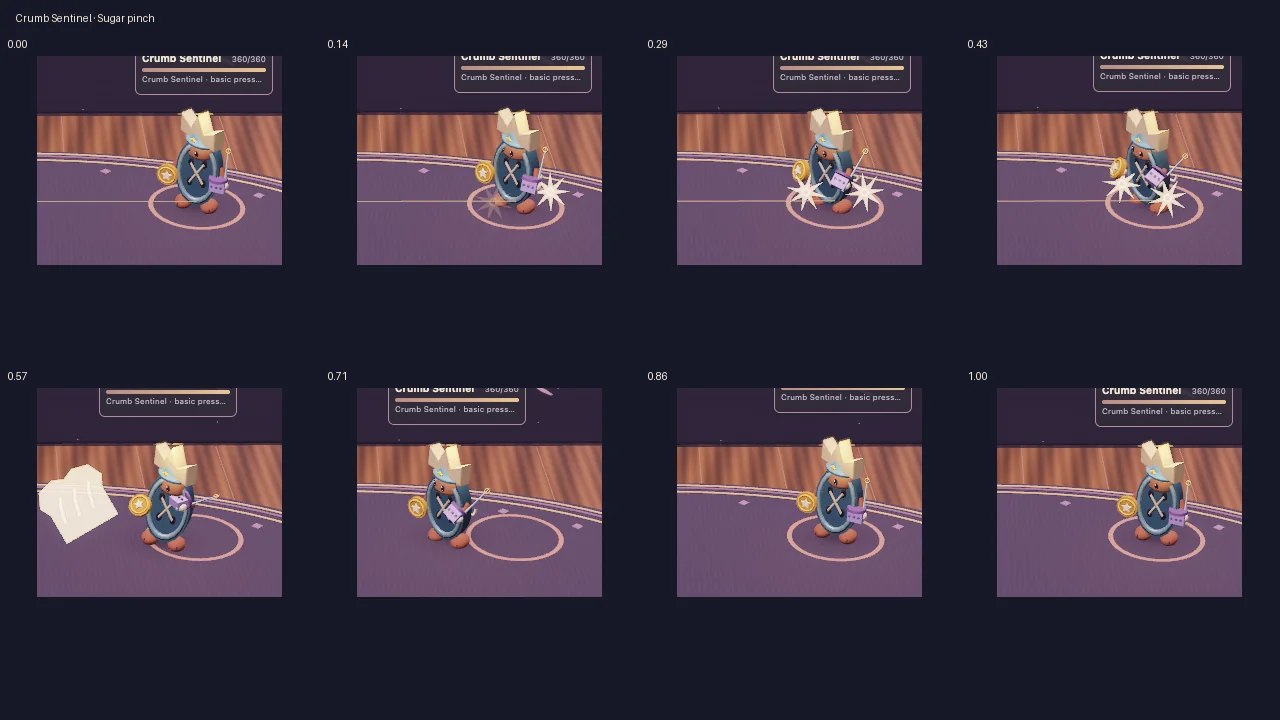 Crumb Sentinel · Sugar pinch
0.00
0.14
0.29
0.43
Crumb Sentinel 360/360
Crumb Sentinel · basic press...
Crumb Sentinel 360/360
Crumb Sentinel · basic press...
Crumb Sentinel 360/360
Crumb Sentinel · basic press...
Crumb Sentinel 360/360
Crumb Sentinel · basic press...
0.57
0.71
0.86
1.00
Crumb Sentinel · basic press...
Crumb Sentinel 360/360
Crumb Sentinel · basic press...
Crumb Sentinel · basic press...
Crumb Sentinel 360/360
Crumb Sentinel · basic press...